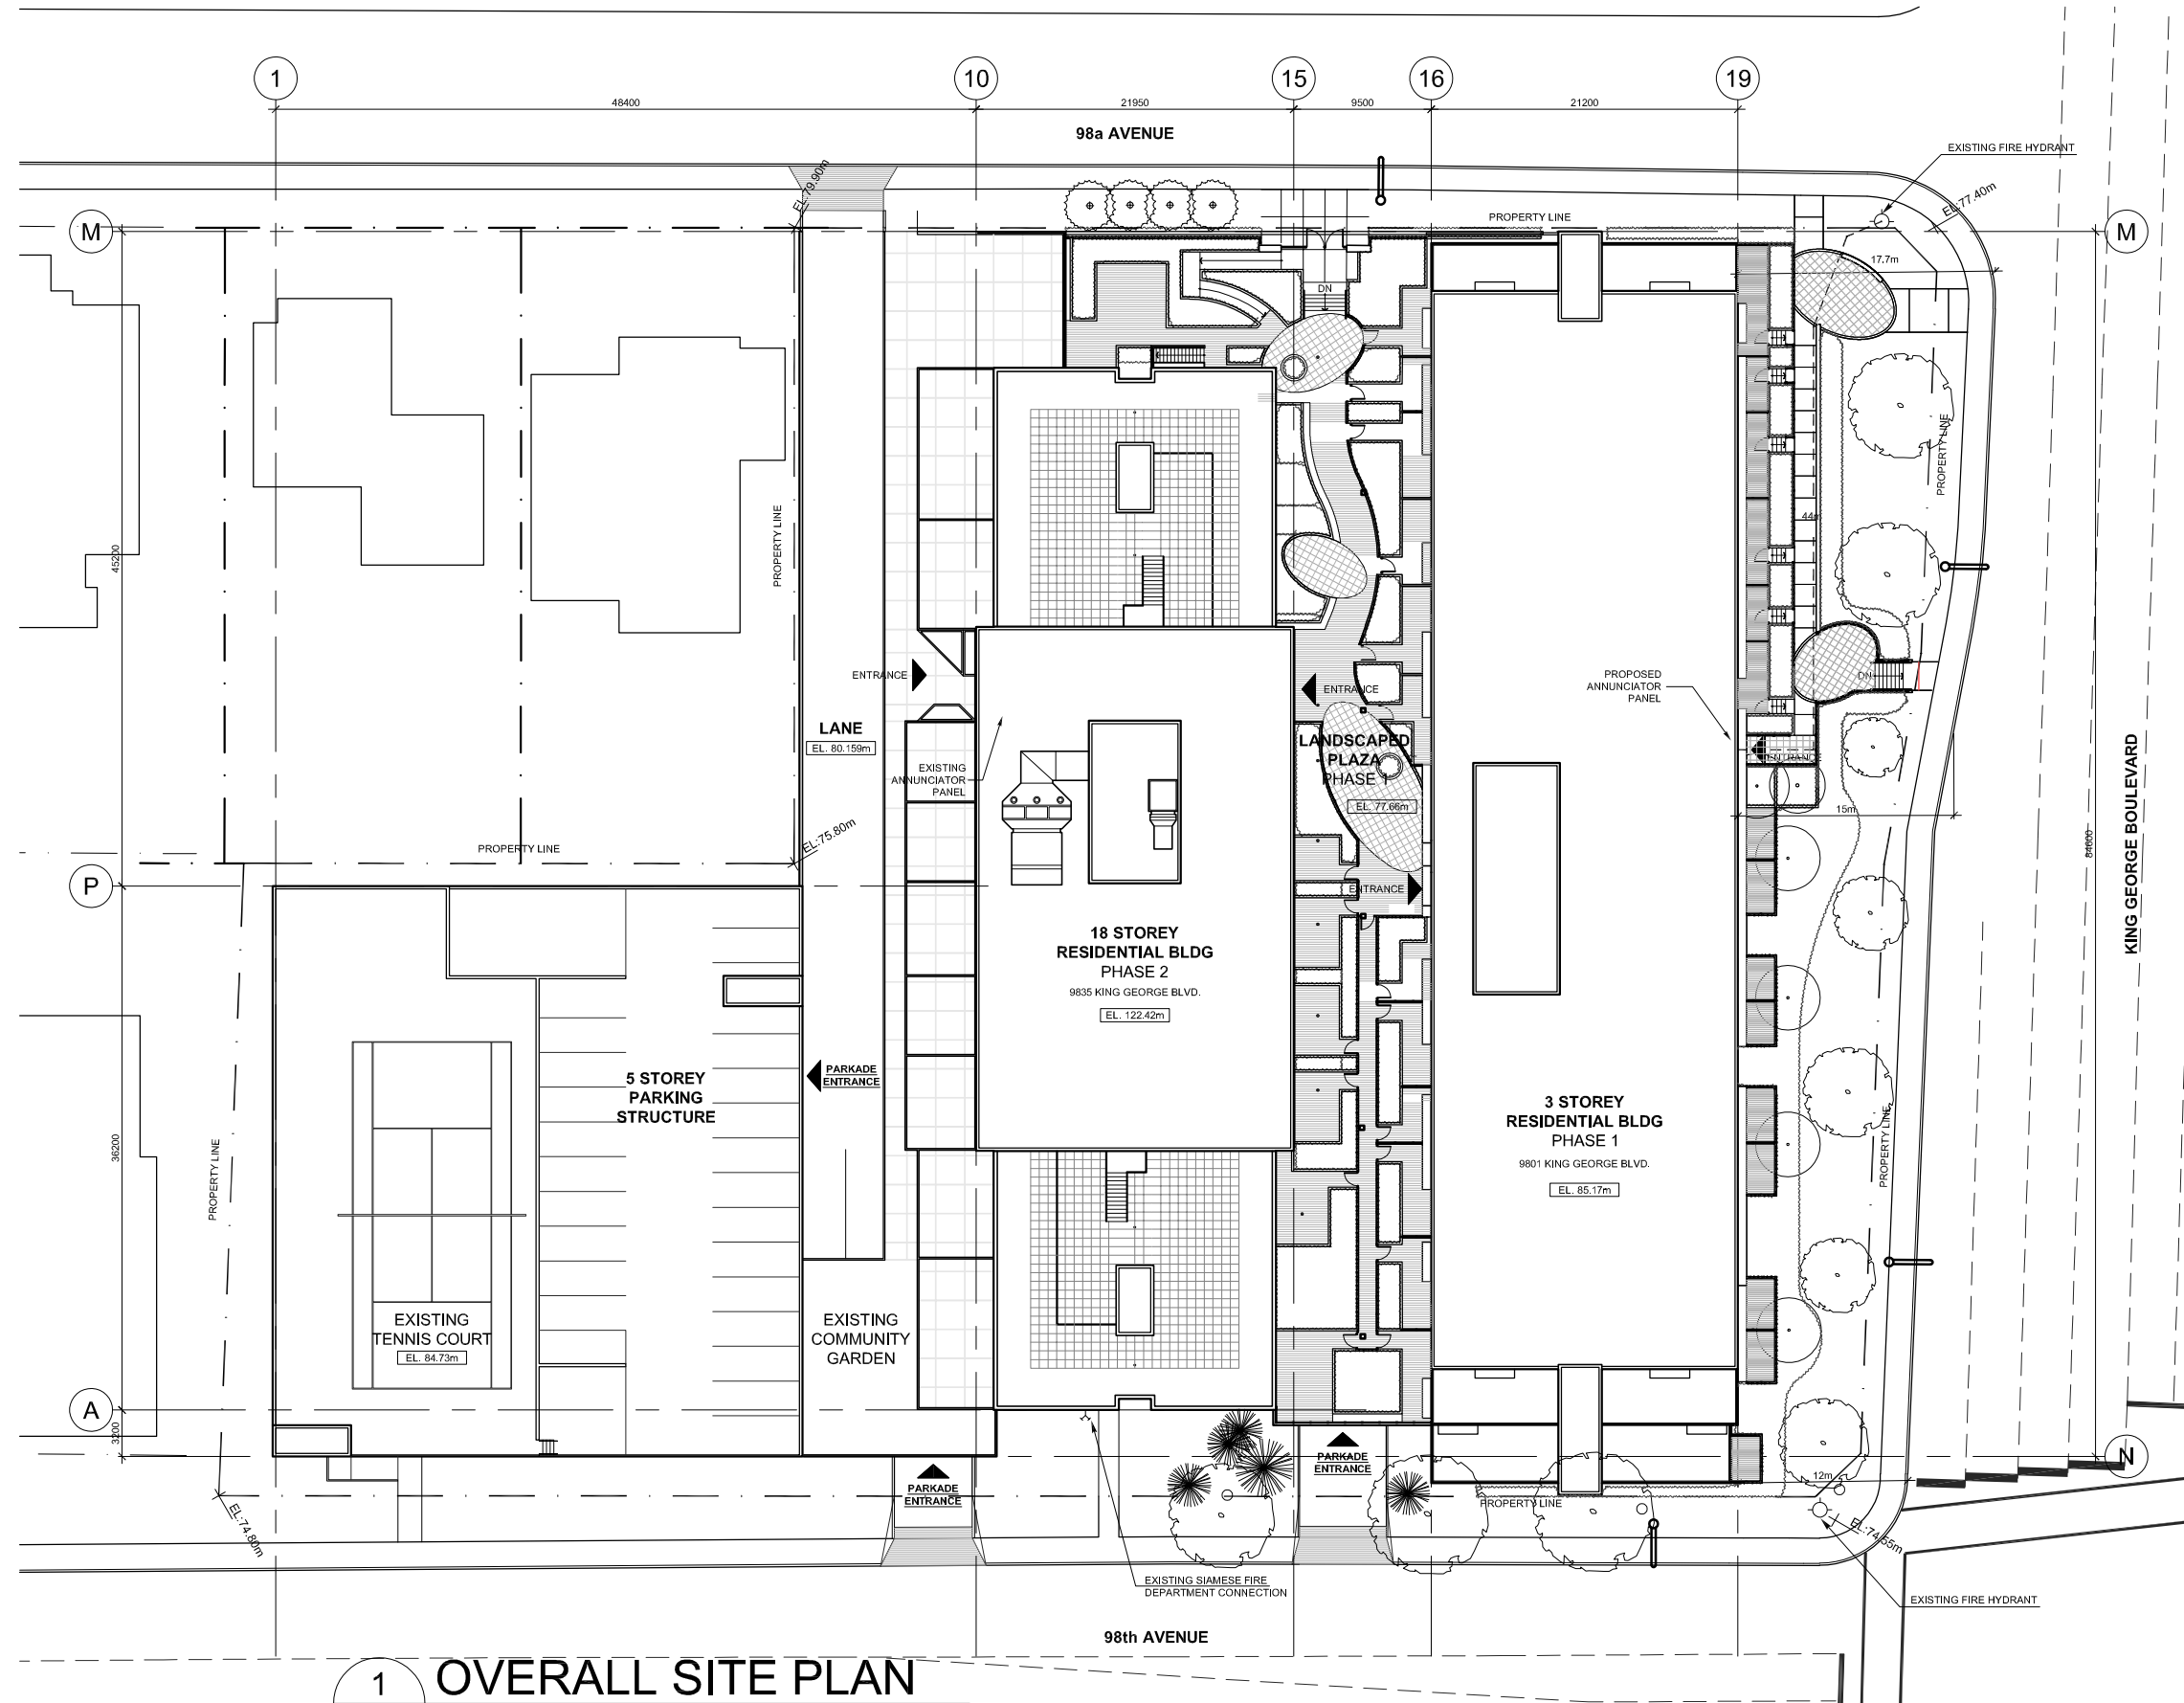 1
10
15
16
19
48400
21950
9500
21200
98a AVENUE
EXISTING FIRE HYDRANT
EL:79.90m
EL:77.40m
PROPERTY LINE
M
M
17.7m
DN
45200
PROPERTY LINE
PROPERTY LINE
44m
ENTRANCE
ENTRANCE
PROPOSED
ANNUNCIATOR
PANEL
DN
LANE
EL. 80.159m
EXISTING
ANNUNCIATOR
PANEL
LANDSCAPED
PLAZA
PHASE 1
EL. 77.66m
ENTRANCE
15m
84600
KING GEORGE BOULEVARD
PROPERTY LINE
EL:75.80m
P
ENTRANCE
18 STOREY
RESIDENTIAL BLDG
PHASE 2
9835 KING GEORGE BLVD.
EL. 122.42m
5 STOREY
PARKING
STRUCTURE
PARKADE
ENTRANCE
3 STOREY
RESIDENTIAL BLDG
PHASE 1
9801 KING GEORGE BLVD.
EL. 85.17m
36200
PROPERTY LINE
PROPERTY LINE
EXISTING
TENNIS COURT
EL. 84.73m
EXISTING
COMMUNITY
GARDEN
A
3200
N
PARKADE
ENTRANCE
PARKADE
ENTRANCE
12m
PROPERTY LINE
EL:74.80m
EL:74.55m
EXISTING SIAMESE FIRE
DEPARTMENT CONNECTION
EXISTING FIRE HYDRANT
98th AVENUE
1
OVERALL SITE PLAN